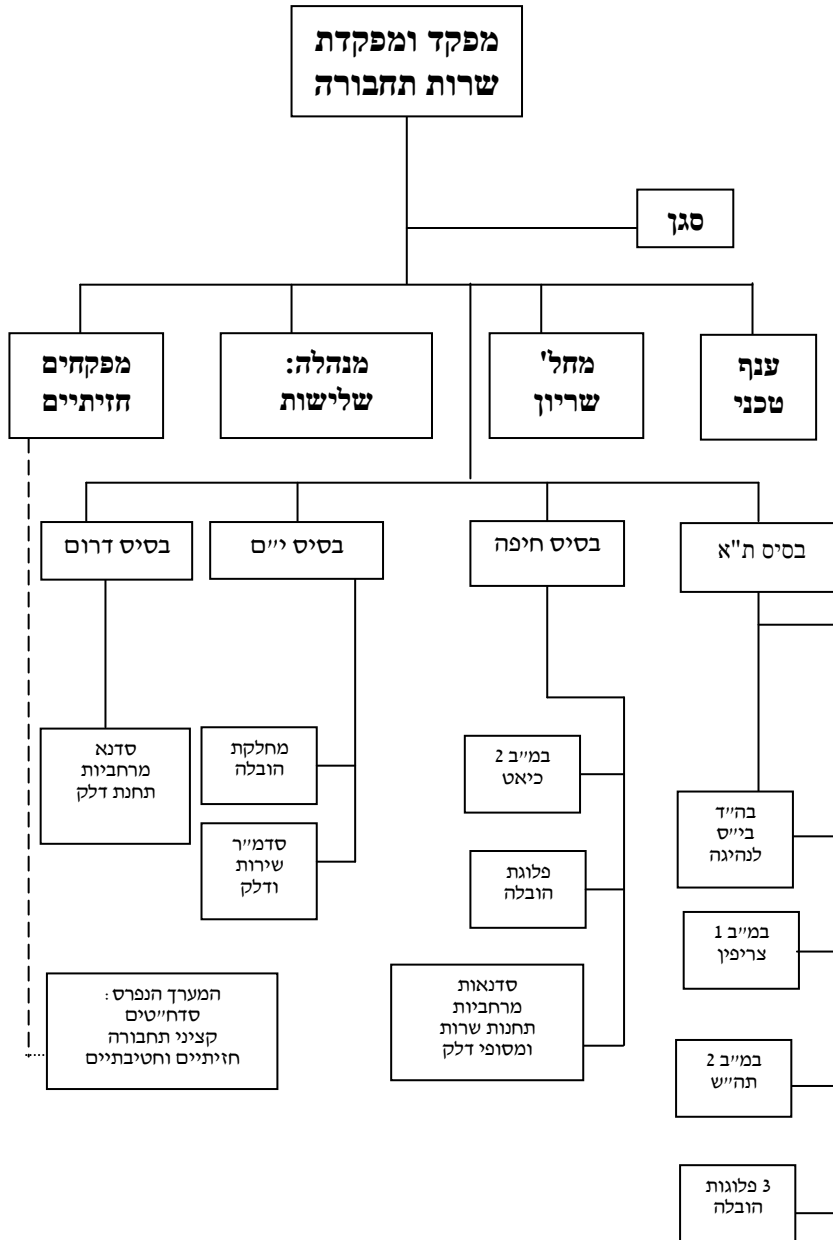 מפקד ומפקדת
שרות תחבורה
סגן
ענף
טכני
מחל'
שריון
מנהלה:
שלישות
מפקחים
חזיתיים
בסיס ת"א
בסיס חיפה
בסיס י״ם
בסיס דרום
בה״ד
בי״ס
לנהיגה
במ״ב 1
צריפין
במ״ב 2
תה״ש
3 פלוגות
הובלה
במ״ב 2
כיאט
פלוגת
הובלה
סדנאות
מרחביות
תחנות שרות
ומסופי דלק
מחלקת
הובלה
סדמ״ר
שירות
ודלק
סדנא
מרחביות
תחנת דלק
המערך הנפרס:
סדח״טים
קציני תחבורה
חזיתיים וחטיבתיים